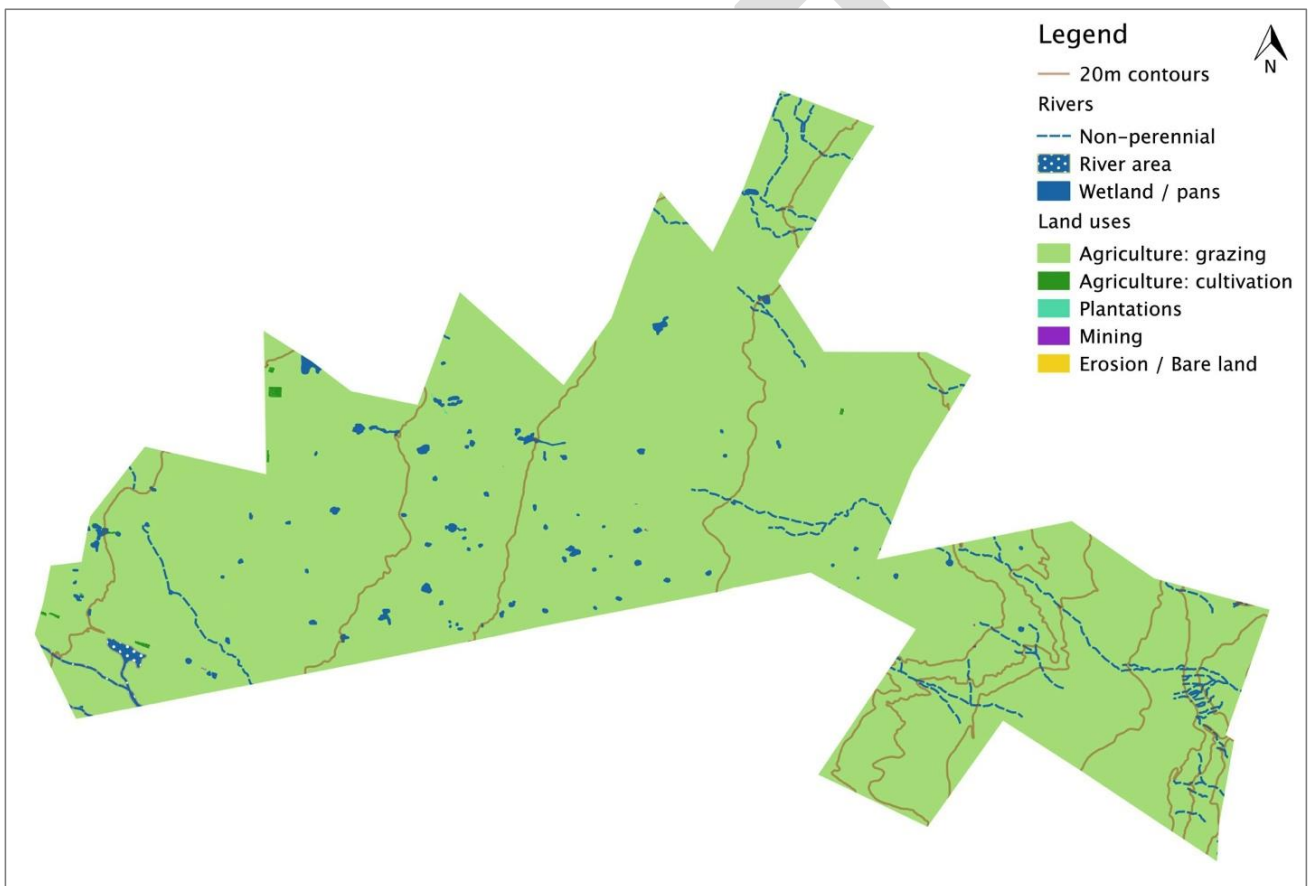 Legend
N
20m contours
Rivers
Non-perennial
River area
Wetland / pans
Land uses
Agriculture: grazing
Agriculture: cultivation
Plantations
Mining
Erosion / Bare land